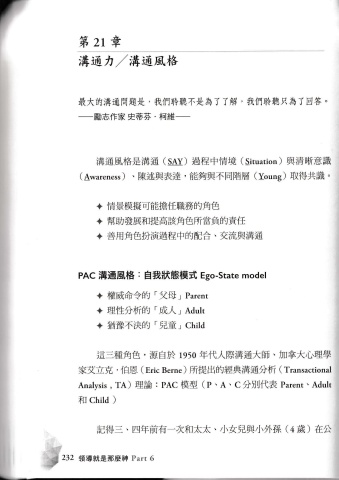 第 21 章
溝通力／溝通風格
最大的溝通問題是，我們聆聽不是為了了解，我們聆聽只為了回答。
——勵志作家 史蒂芬．柯維——
溝通風格是溝通（SAY）過程中情境（Situation）與清晰意識
（Awareness）、陳述與表達，能夠與不同階層（Young）取得共識。
✦ 情景模擬可能擔任職務的角色
✦ 幫助發展和提高該角色所當負的責任
✦ 善用角色扮演過程中的配合、交流與溝通
PAC 溝通風格：自我狀態模式 Ego-State model
✦ 權威命令的「父母」Parent
✦ 理性分析的「成人」Adult
✦ 猶豫不決的「兒童」Child
這三種角色，源自於 1950 年代人際溝通大師、加拿大心理學
家艾立克．伯恩（Eric Berne）所提出的經典溝通分析（Transactional
Analysis , TA）理論：PAC 模型（P、A、C 分別代表 Parent、Adult
和 Child ）
記得三、四年前有一次和太太、小女兒與小外孫（4 歲）在公
232 領導就是那麼神 Part 6